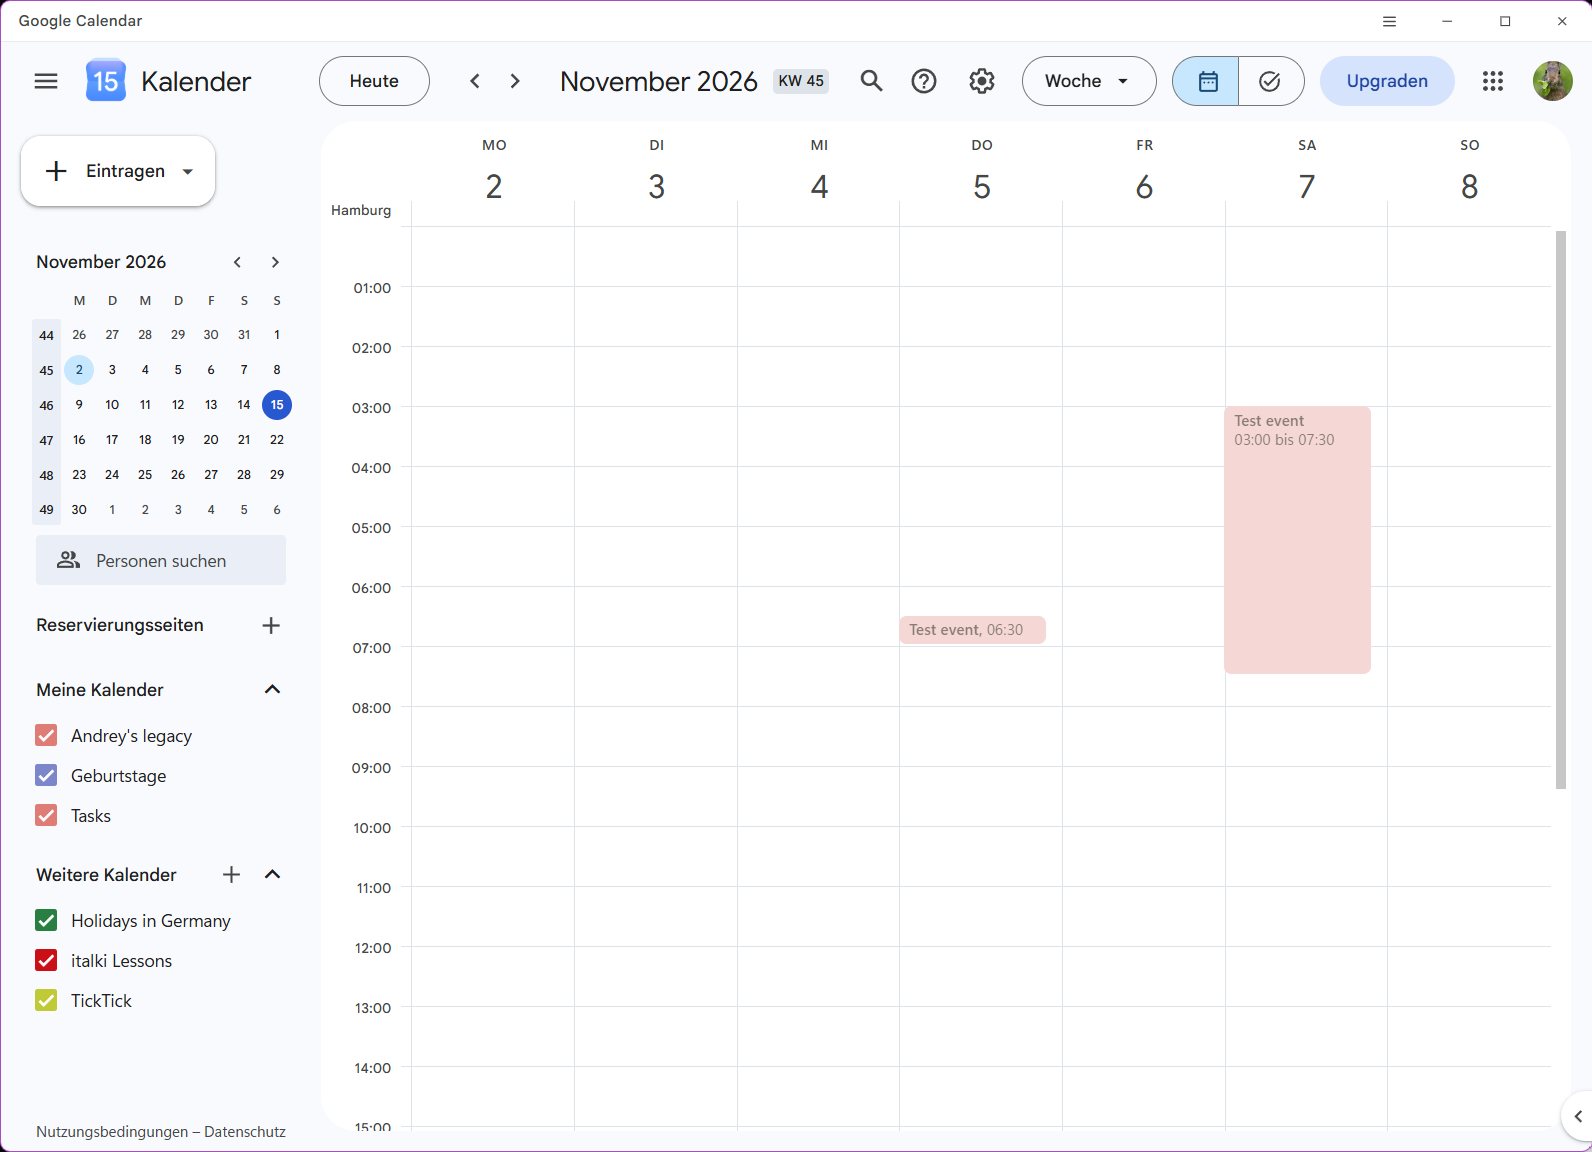 Google Calendar
15 Kalender
Heute
November 2026 KW 45
Woche
Upgraden
Eintragen
MO DI MI DO FR SA SO
2 3 4 5 6 7 8
Hamburg
November 2026
M D M D F S S
44 26 27 28 29 30 31 1
45 2 3 4 5 6 7 8
46 9 10 11 12 13 14 15
47 16 17 18 19 20 21 22
48 23 24 25 26 27 28 29
49 30 1 2 3 4 5 6
Personen suchen
Reservierungsseiten
Meine Kalender
Andrey's legacy
Geburtstage
Tasks
Weitere Kalender
Holidays in Germany
italki Lessons
TickTick
Nutzungsbedingungen – Datenschutz
01:00
02:00
03:00
04:00
05:00
06:00
07:00
08:00
09:00
10:00
11:00
12:00
13:00
14:00
15:00
Test event, 06:30
Test event
03:00 bis 07:30